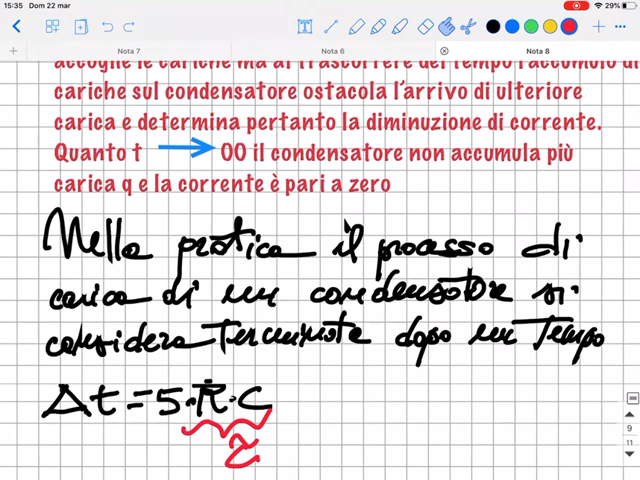 15:35 Dom 22 mar
29%
Nota 7 Nota 6 Nota 8
accoglie le cariche ma al trascorrere del tempo l'accumulo di
cariche sul condensatore ostacola l'arrivo di ulteriore
carica e determina pertanto la diminuzione di corrente.
Quanto t → OO il condensatore non accumula più
carica q e la corrente è pari a zero
Nella pratica il processo di
carica di un condensatore si
considera terminata dopo un tempo
Δt = 5·R·C
τ
9
11